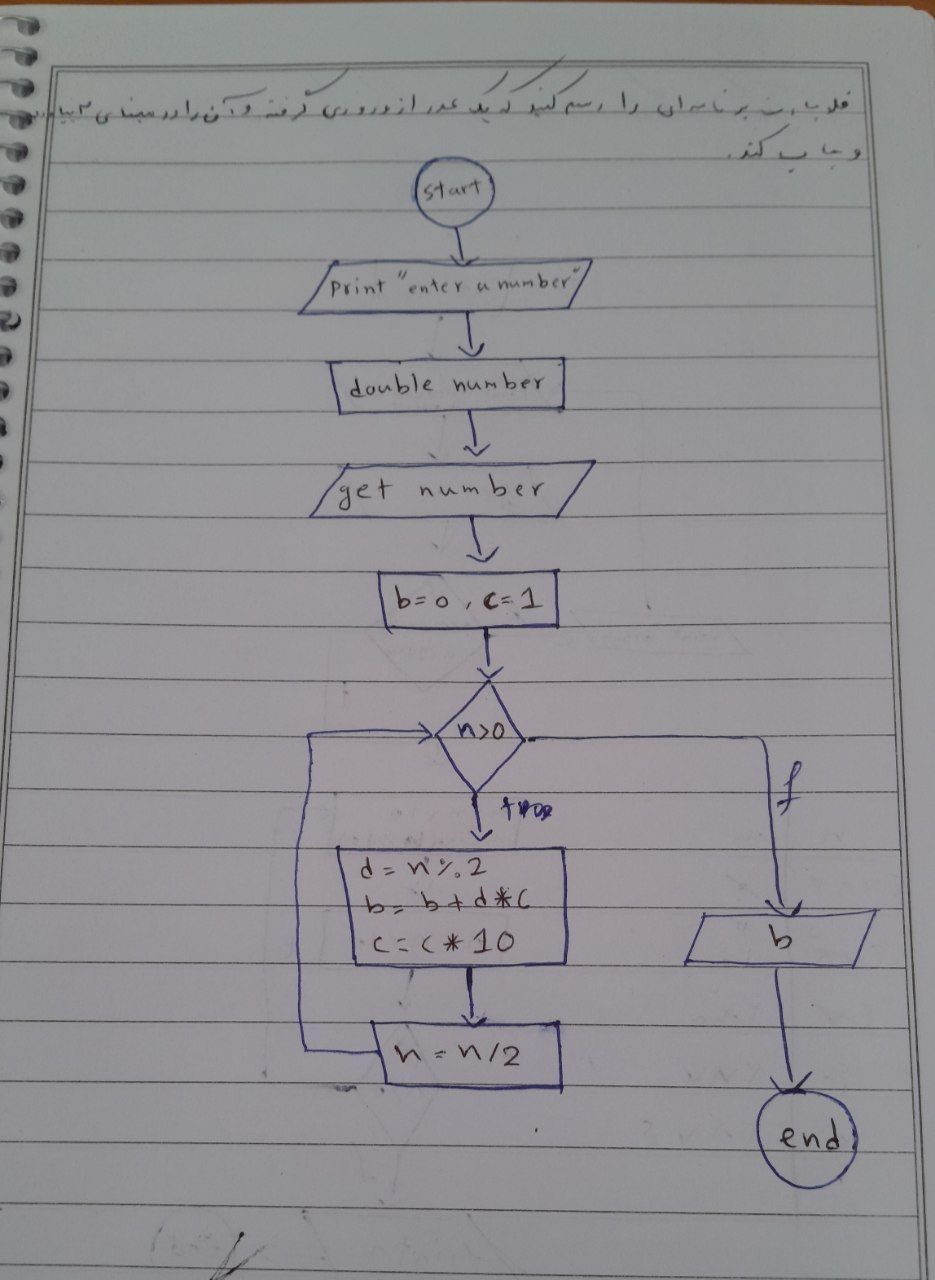 فلوچارت برنامه‌ای را رسم کنید که یک عدد از ورودی گرفته و آن را در مبنای ۲
و چاپ کند.
start
print "enter a number"
double number
get number
b=0 , c=1
n>0
true
f
d = n%2
b = b + d*c
c = c * 10
b
n = n/2
end